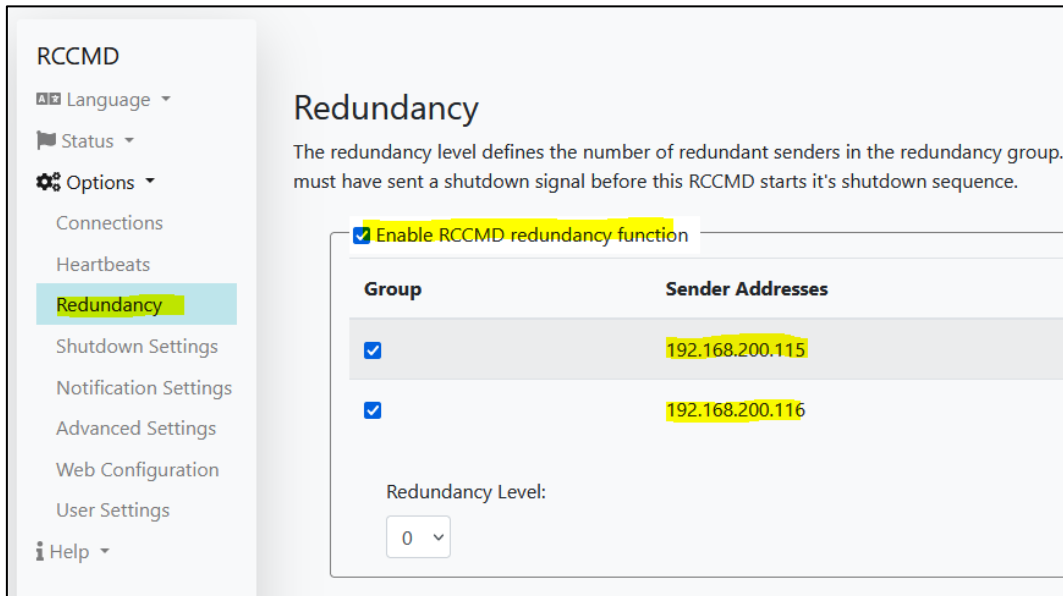 RCCMD
Language
Status
Options
Connections
Heartbeats
Redundancy
Shutdown Settings
Notification Settings
Advanced Settings
Web Configuration
User Settings
Help
Redundancy
The redundancy level defines the number of redundant senders in the redundancy group.
must have sent a shutdown signal before this RCCMD starts it's shutdown sequence.
Enable RCCMD redundancy function
Group Sender Addresses
192.168.200.115
192.168.200.116
Redundancy Level:
0